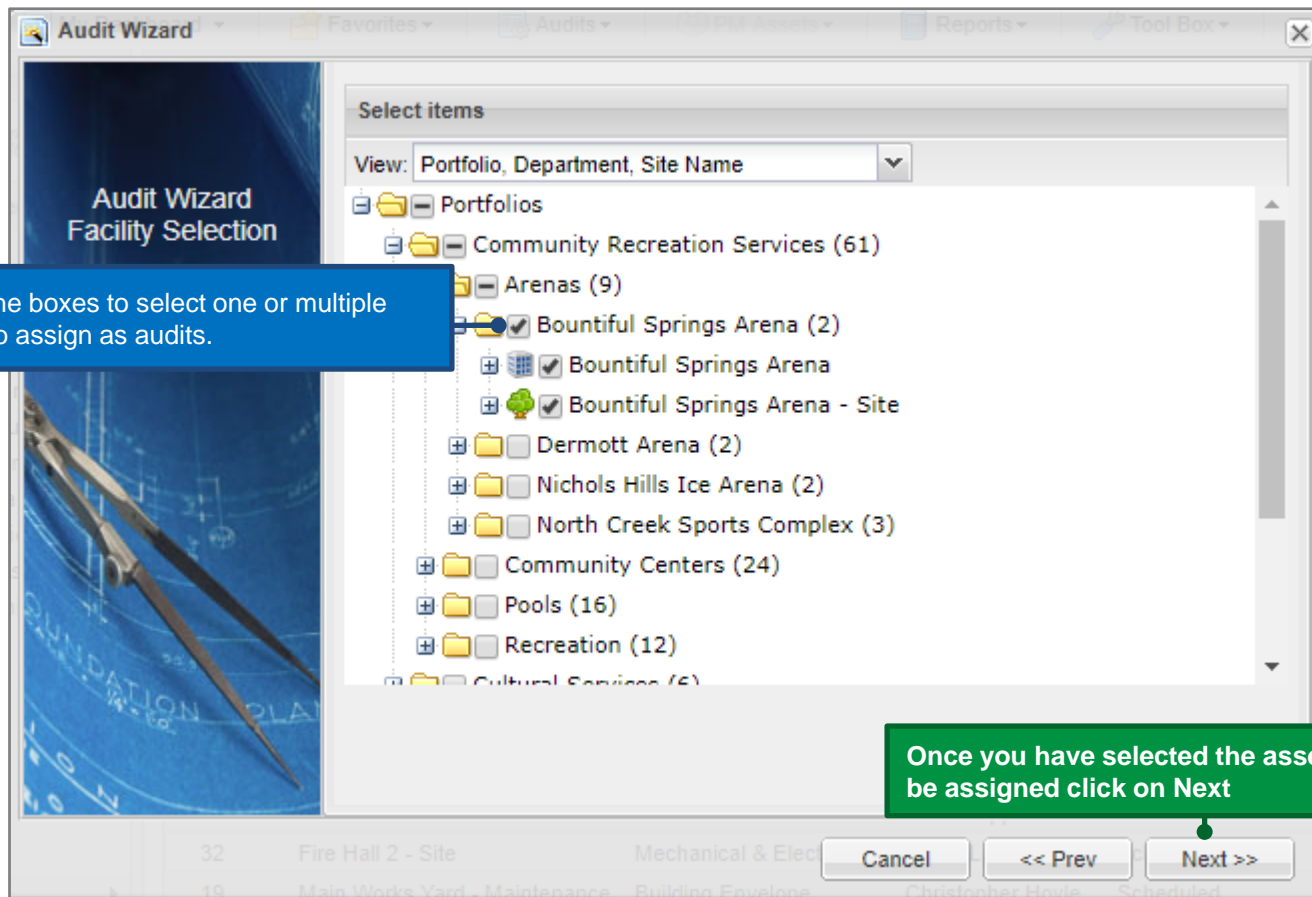 Audit Wizard
Favorites
Audits
PM Assets
Reports
Tool Box
Audit Wizard
Facility Selection
Select items
View: Portfolio, Department, Site Name
Portfolios
Community Recreation Services (61)
Arenas (9)
Bountiful Springs Arena (2)
Bountiful Springs Arena
Bountiful Springs Arena - Site
Dermott Arena (2)
Nichols Hills Ice Arena (2)
North Creek Sports Complex (3)
Community Centers (24)
Pools (16)
Recreation (12)
Cultural Services (6)
boxes to select one or multiple
assign as audits.
Once you have selected the
be assigned click on Next
Cancel
<< Prev
Next >>
32 Fire Hall 2 - Site Mechanical &
19 Main Works Yard - Maintenance Building Envelope Christopher Hoyle Scheduled